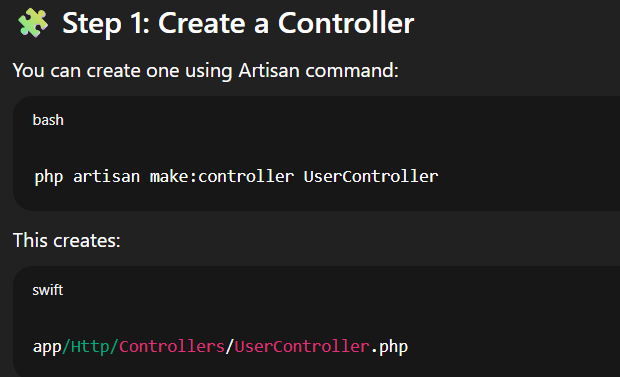 🧩 Step 1: Create a Controller
You can create one using Artisan command:
bash
php artisan make:controller UserController
This creates:
swift
app/Http/Controllers/UserController.php